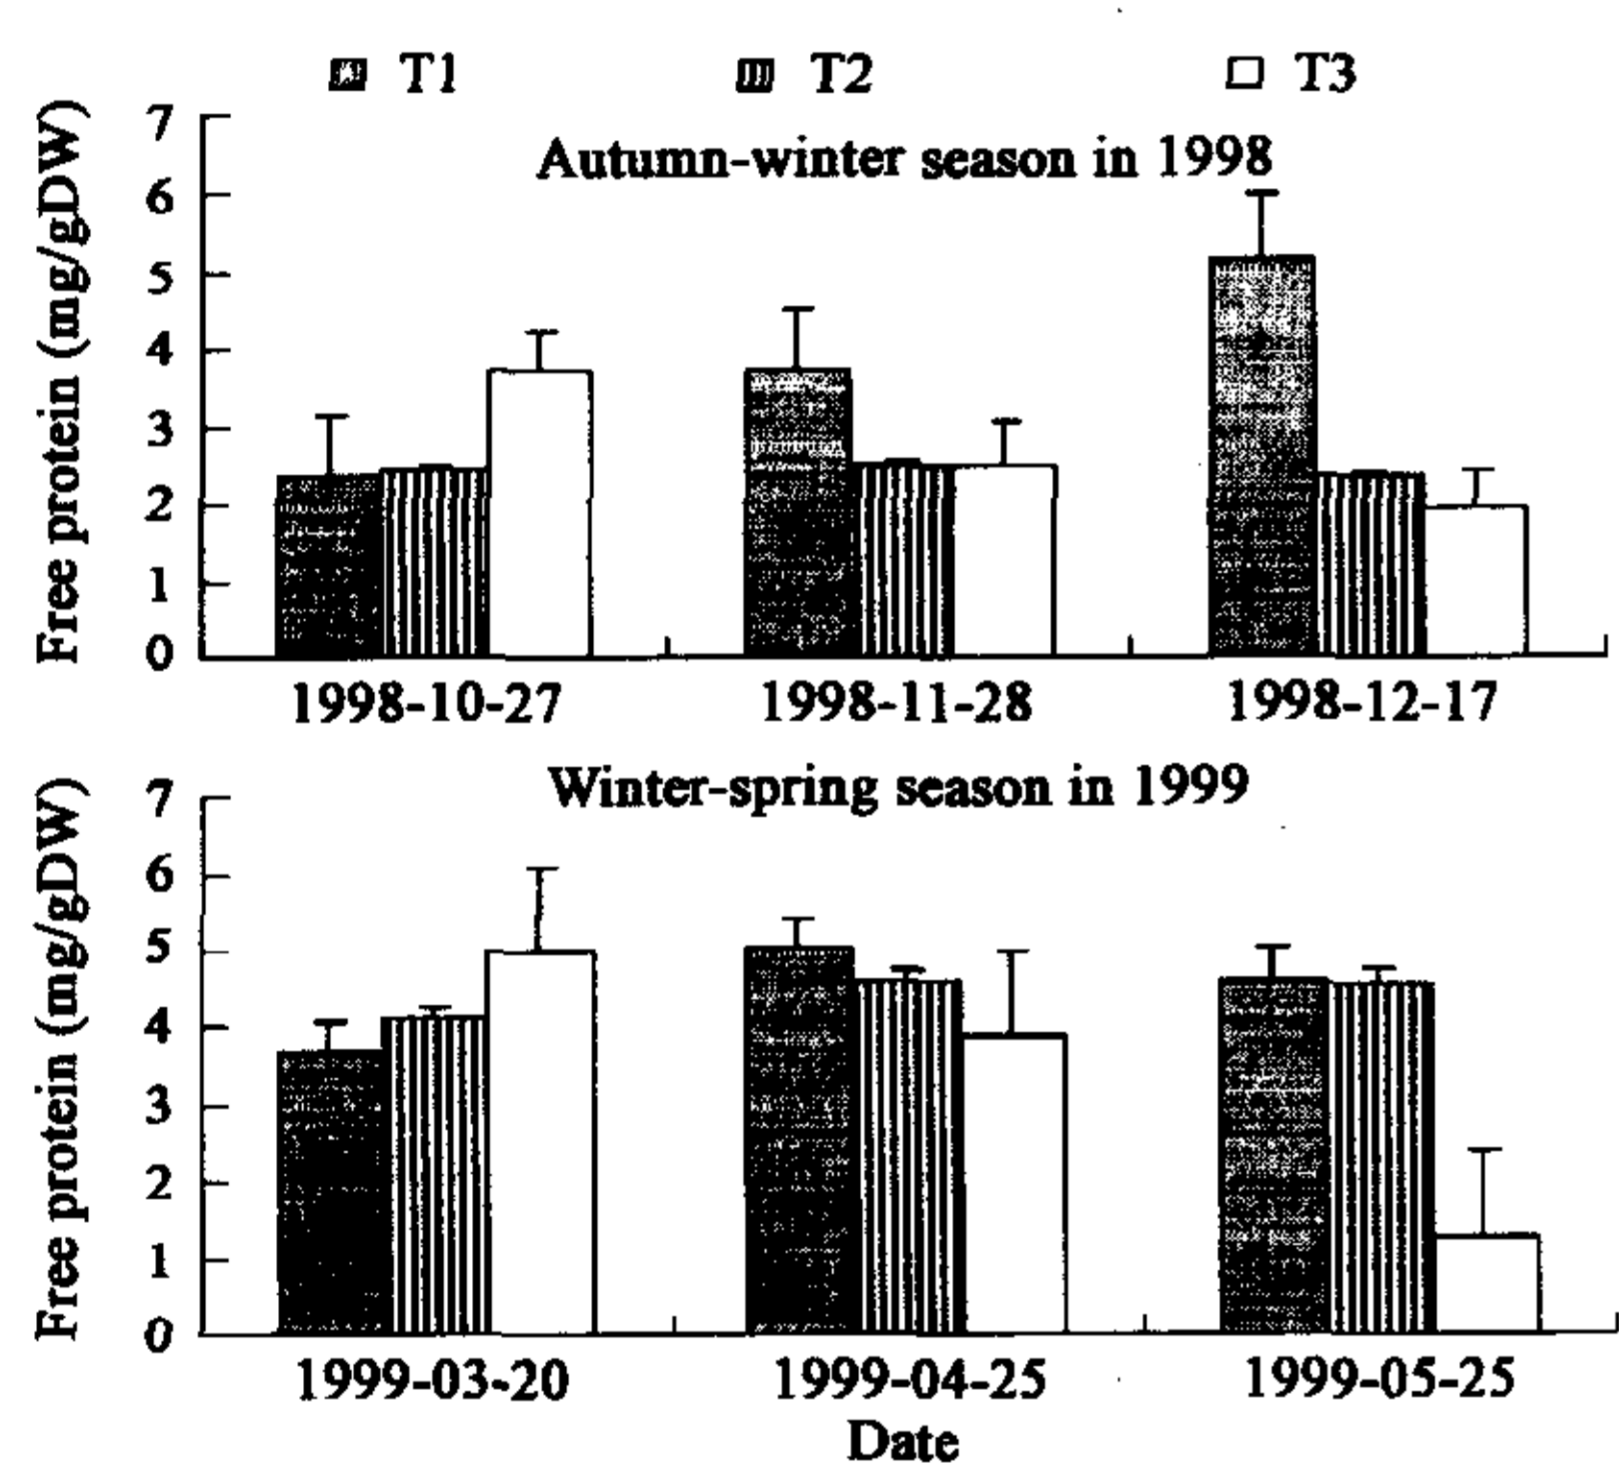 T1 T2 T3
Free protein (mg/gDW)
7
6
5
4
3
2
1
0
Autumn-winter season in 1998
1998-10-27 1998-11-28 1998-12-17
Free protein (mg/gDW)
7
6
5
4
3
2
1
0
Winter-spring season in 1999
1999-03-20 1999-04-25 1999-05-25
Date